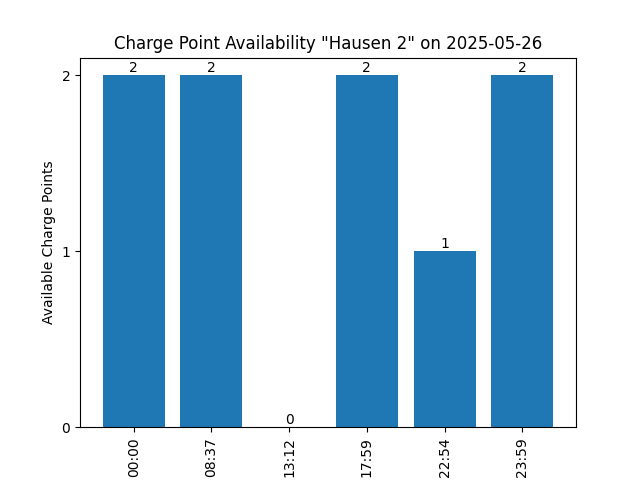 Charge Point Availability "Hausen 2" on 2025-05-26
2 2 0 2 1 2
Available Charge Points
2
1
0
00:00 08:37 13:12 17:59 22:54 23:59